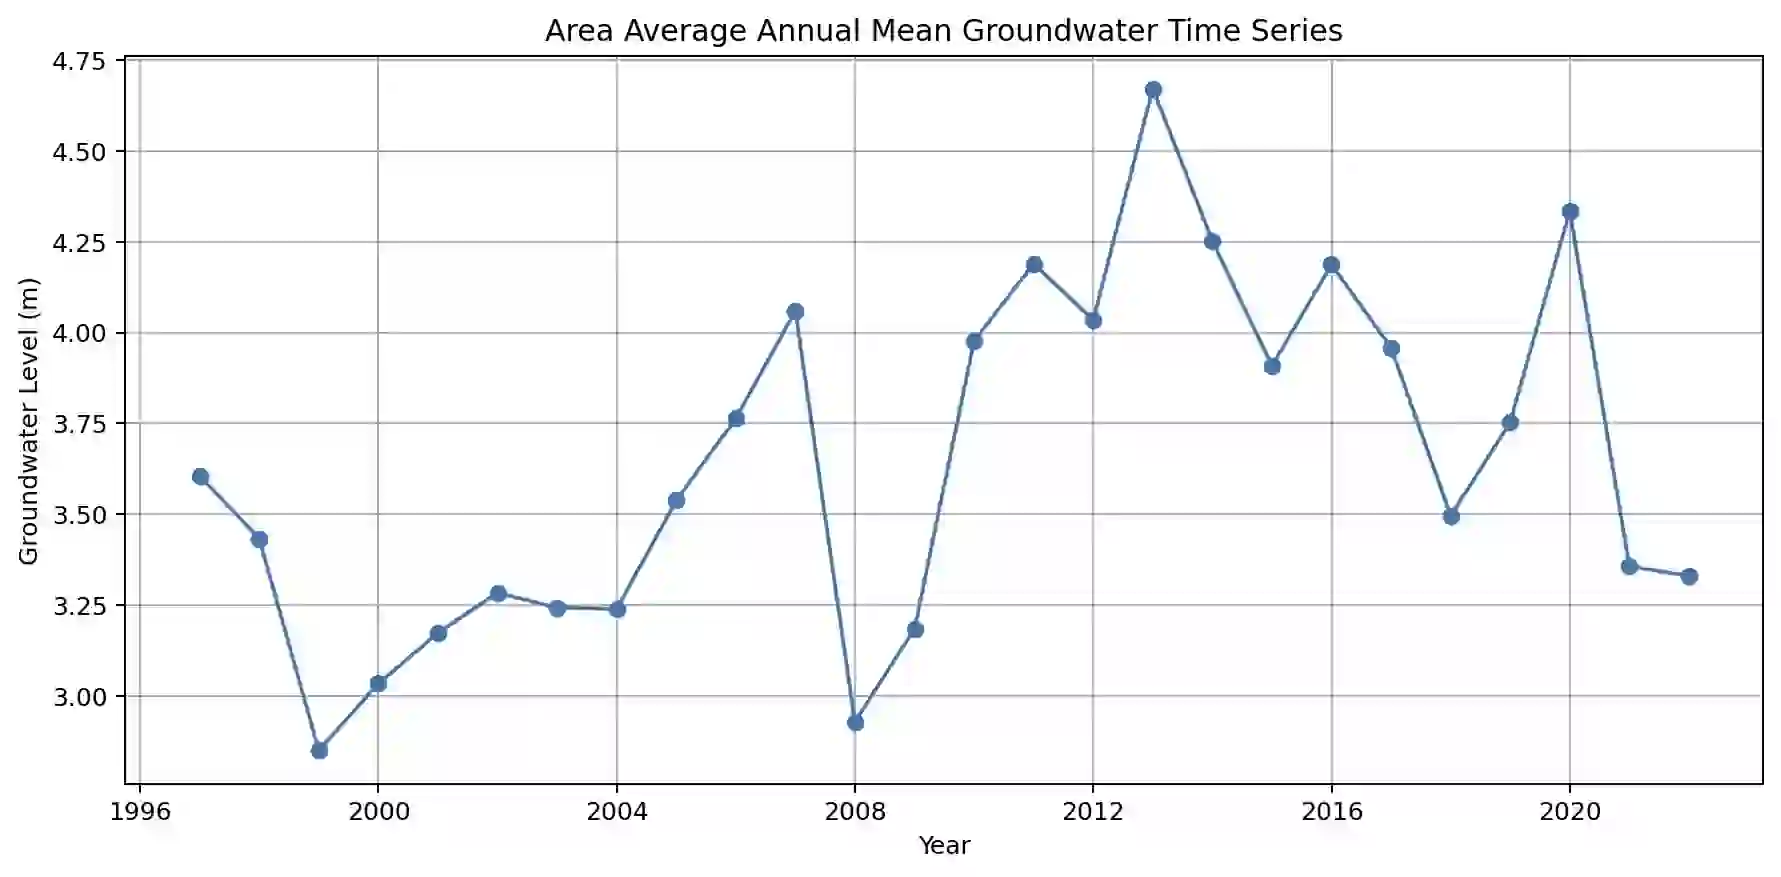 Area Average Annual Mean Groundwater Time Series
Groundwater Level (m)
4.75
4.50
4.25
4.00
3.75
3.50
3.25
3.00
1996 2000 2004 2008 2012 2016 2020
Year